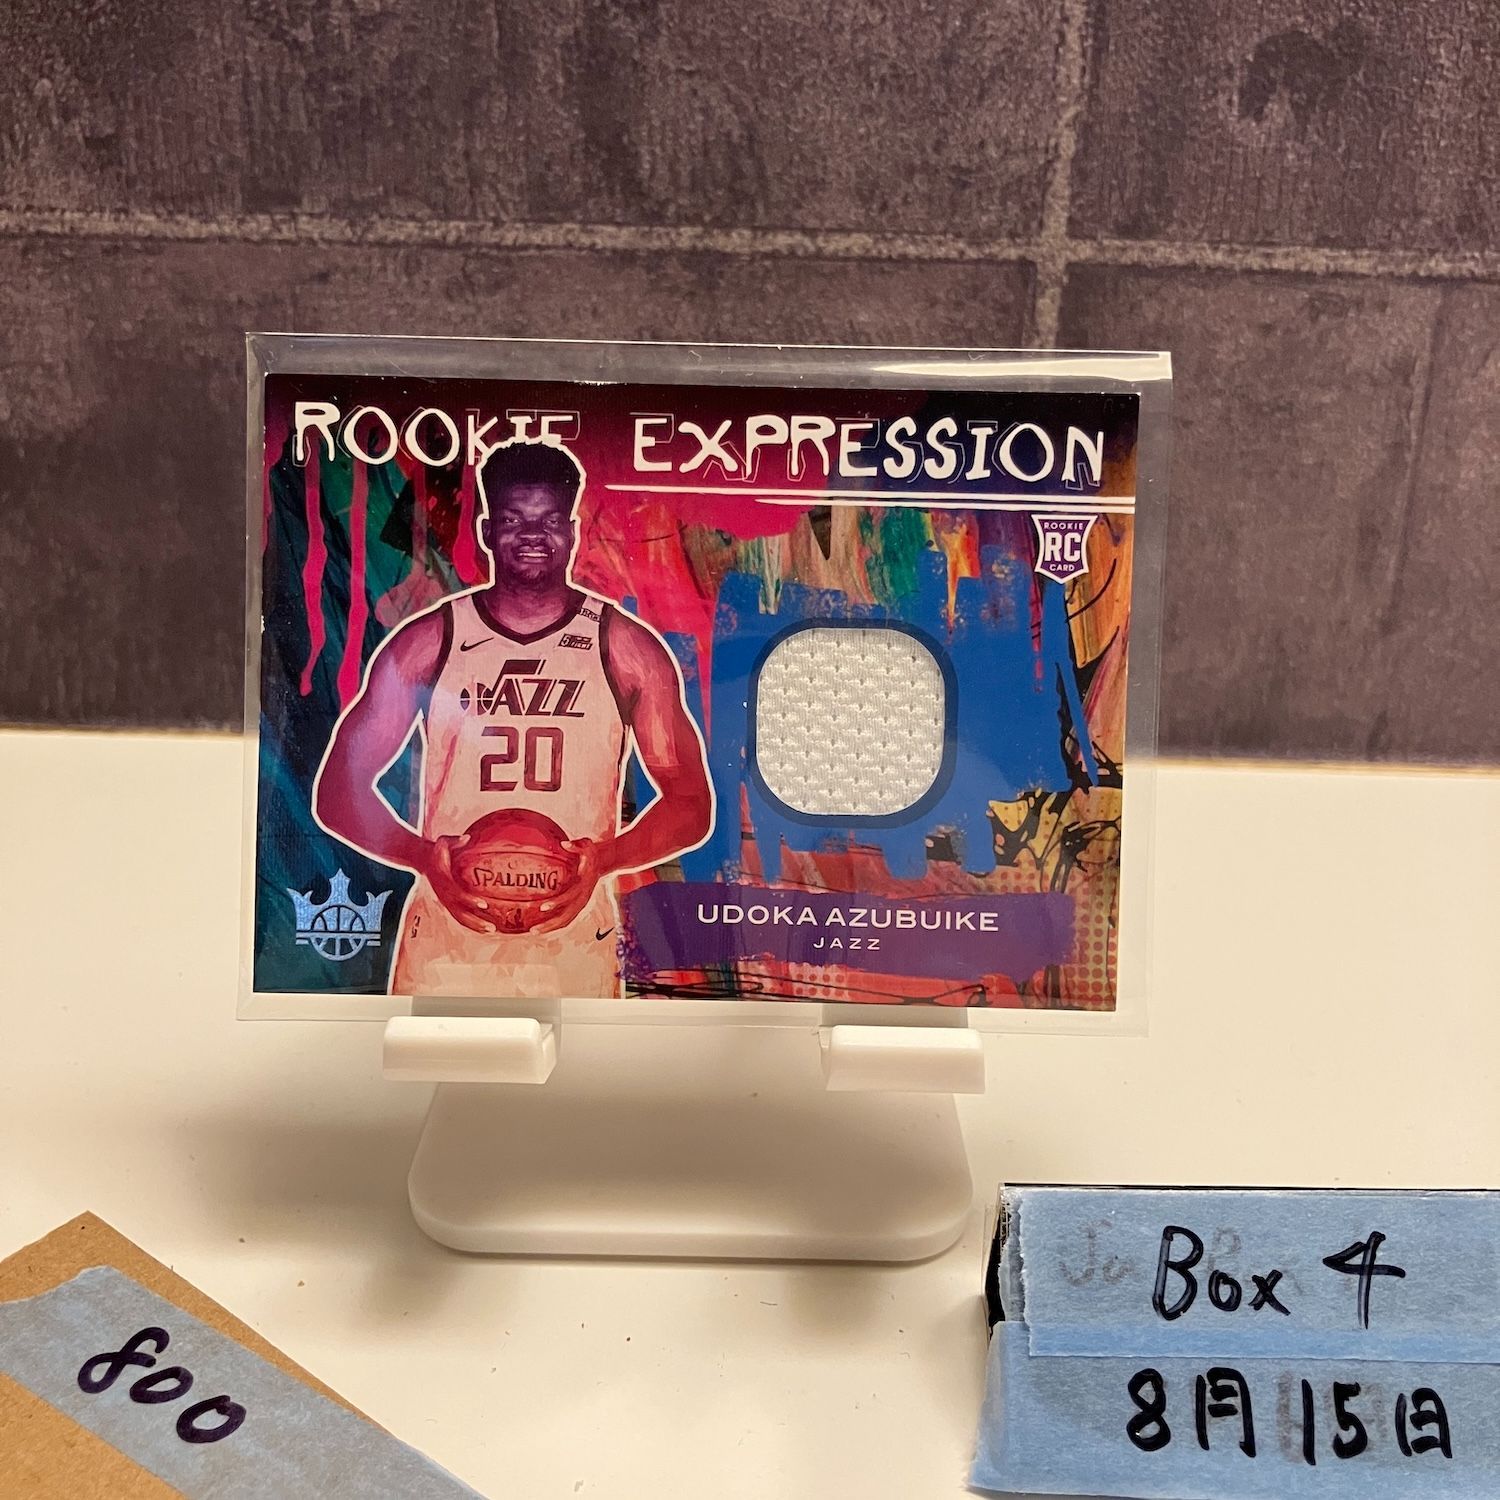 ROOKIE EXPRESSION
ROOKIE
RC
CARD
JAZZ
20
SPALDING
UDOKA AZUBUIKE
JAZZ
800
Box 4
8月15日